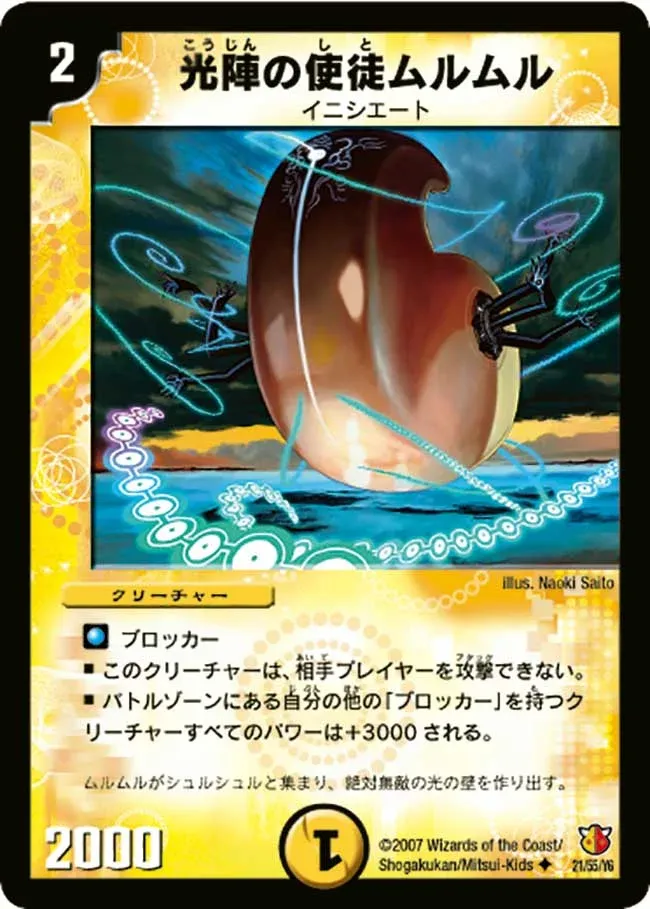 2
こうじん しと
光陣の使徒ムルムル
イニシエート
illus. Naoki Saito
クリーチャー
ブロッカー
■ このクリーチャーは、相手プレイヤーを攻撃できない。
■ バトルゾーンにある自分の他の「ブロッカー」を持つク
リーチャーすべてのパワーは+3000 される。
ムルムルがシュルシュルと集まり、絶対無敵の光の壁を作り出す。
2000
1
©2007 Wizards of the Coast/
Shogakukan/Mitsui-Kids
21/55/Y6